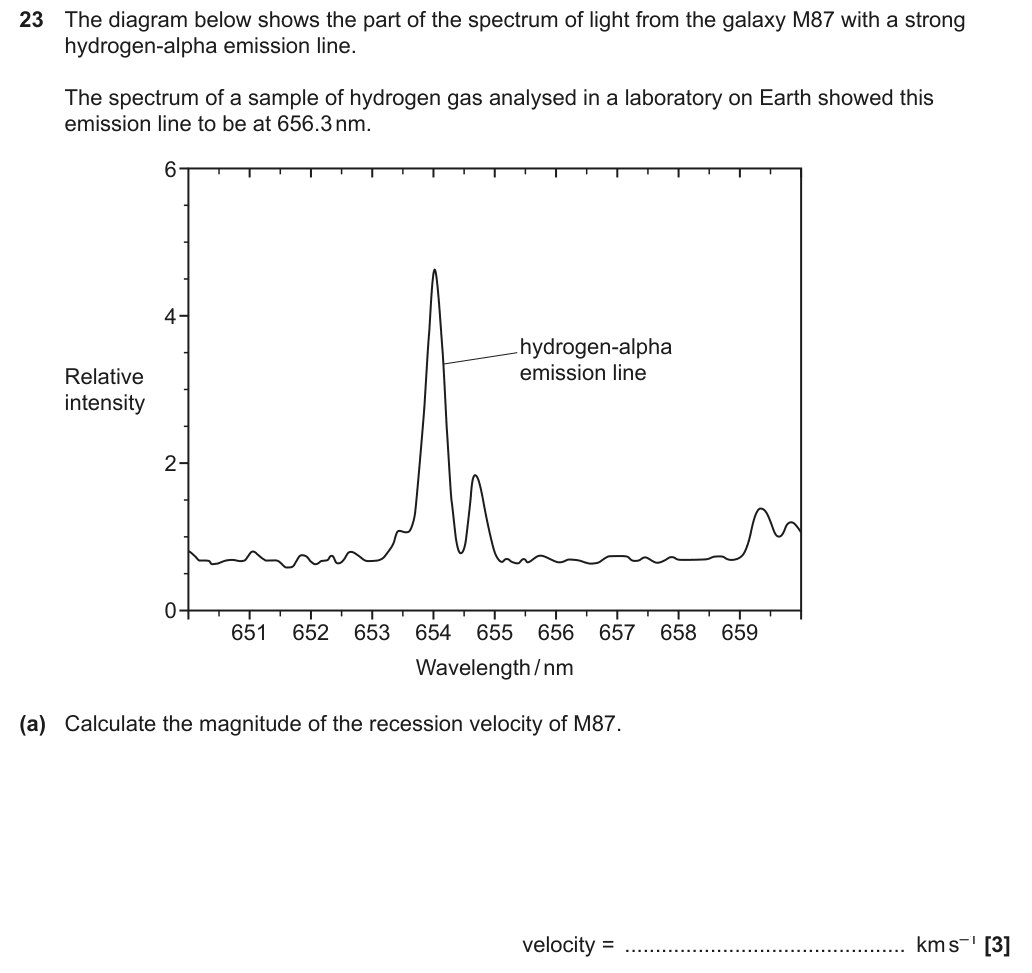 23 The diagram below shows the part of the spectrum of light from the galaxy M87 with a strong
hydrogen-alpha emission line.
The spectrum of a sample of hydrogen gas analysed in a laboratory on Earth showed this
emission line to be at 656.3 nm.
6
4
2
0
Relative
intensity
hydrogen-alpha
emission line
651 652 653 654 655 656 657 658 659
Wavelength / nm
(a) Calculate the magnitude of the recession velocity of M87.
velocity = ............................................. km s⁻¹ [3]